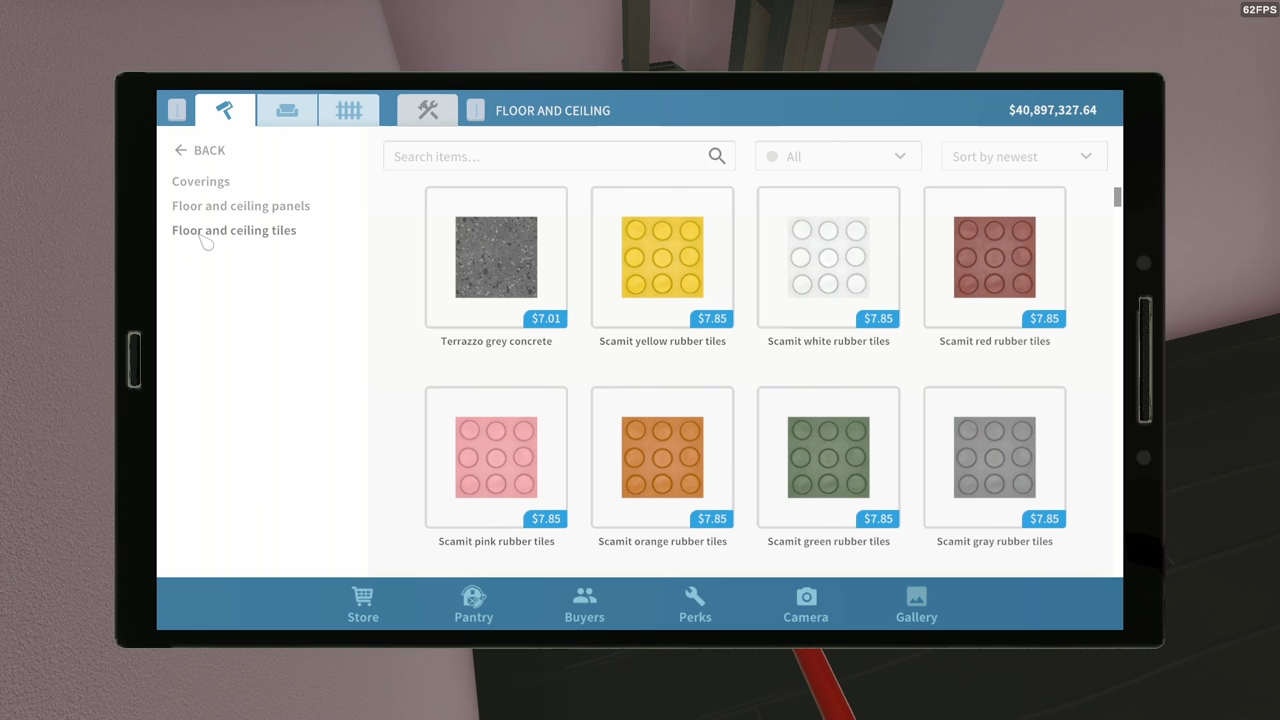 62FPS
FLOOR AND CEILING
$40,897,327.64
BACK
Coverings
Floor and ceiling panels
Floor and ceiling tiles
Search items...
All
Sort by newest
$7.01
$7.85
$7.85
$7.85
Terrazzo grey concrete
Scamit yellow rubber tiles
Scamit white rubber tiles
Scamit red rubber tiles
$7.85
$7.85
$7.85
$7.85
Scamit pink rubber tiles
Scamit orange rubber tiles
Scamit green rubber tiles
Scamit gray rubber tiles
Store
Pantry
Buyers
Perks
Camera
Gallery